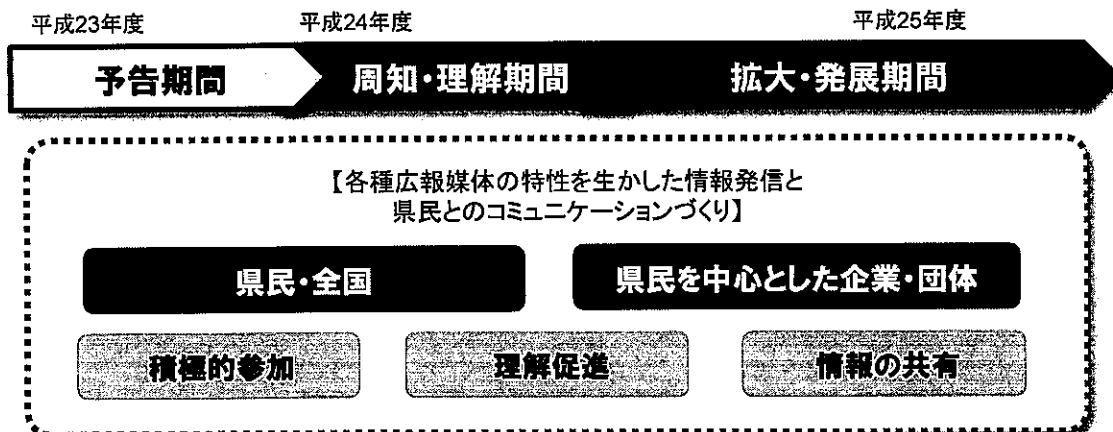 平成23年度 平成24年度 平成25年度
予告期間 周知・理解期間 拡大・発展期間
【各種広報媒体の特性を生かした情報発信と
県民とのコミュニケーションづくり】
県民・全国 県民を中心とした企業・団体
積極的参加 理解促進 情報の共有